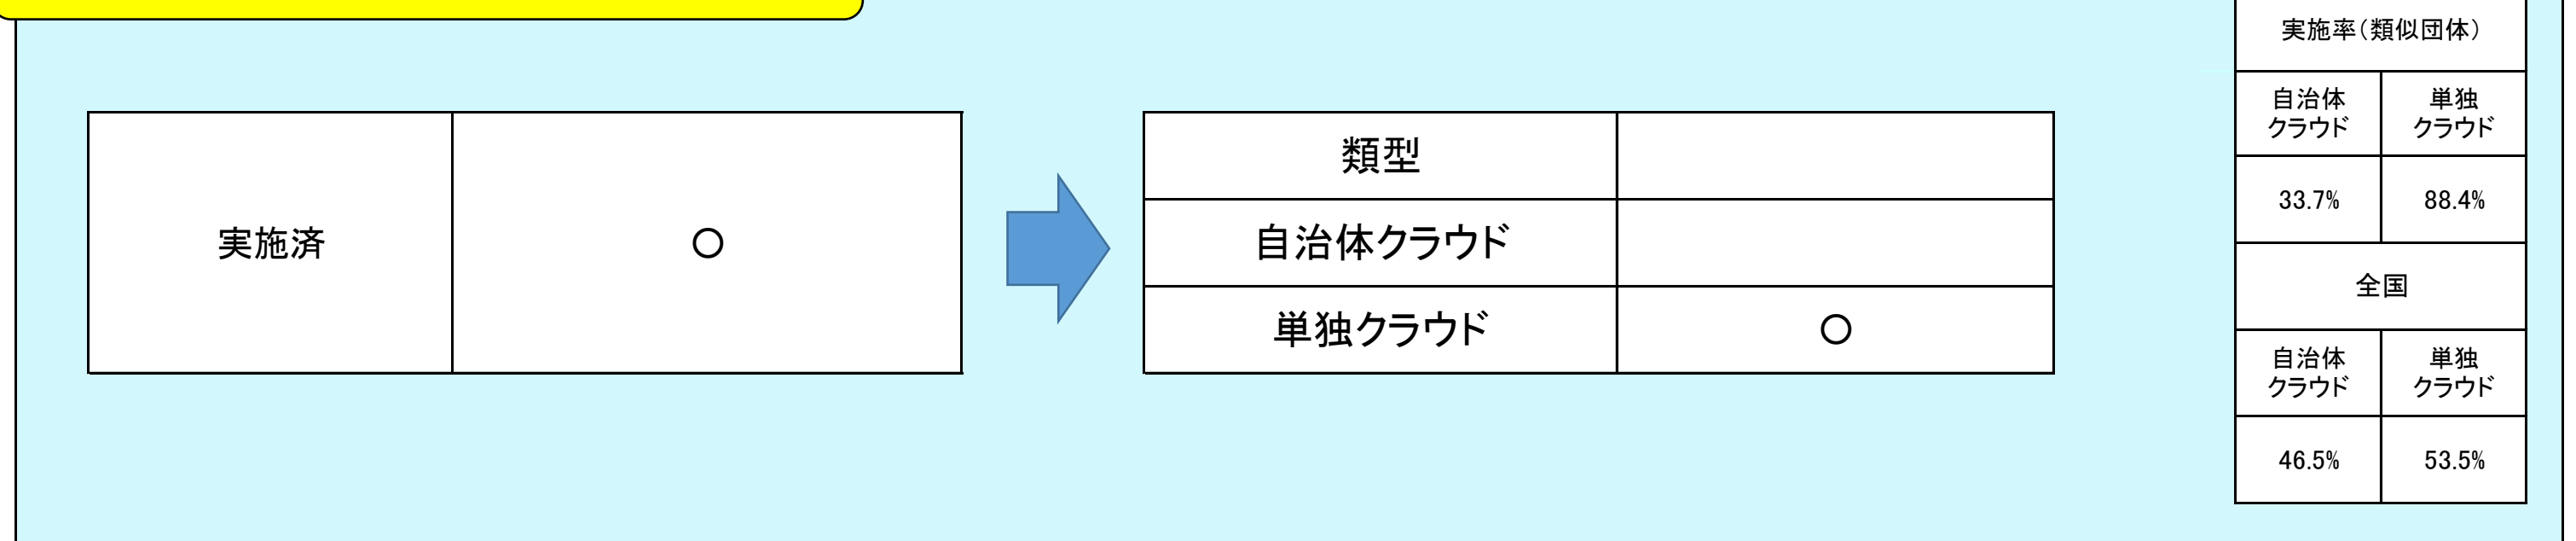 実施済
○
類型
自治体クラウド
単独クラウド
○
実施率(類似団体)
自治体
クラウド
単独
クラウド
33.7%
88.4%
全国
自治体
クラウド
単独
クラウド
46.5%
53.5%